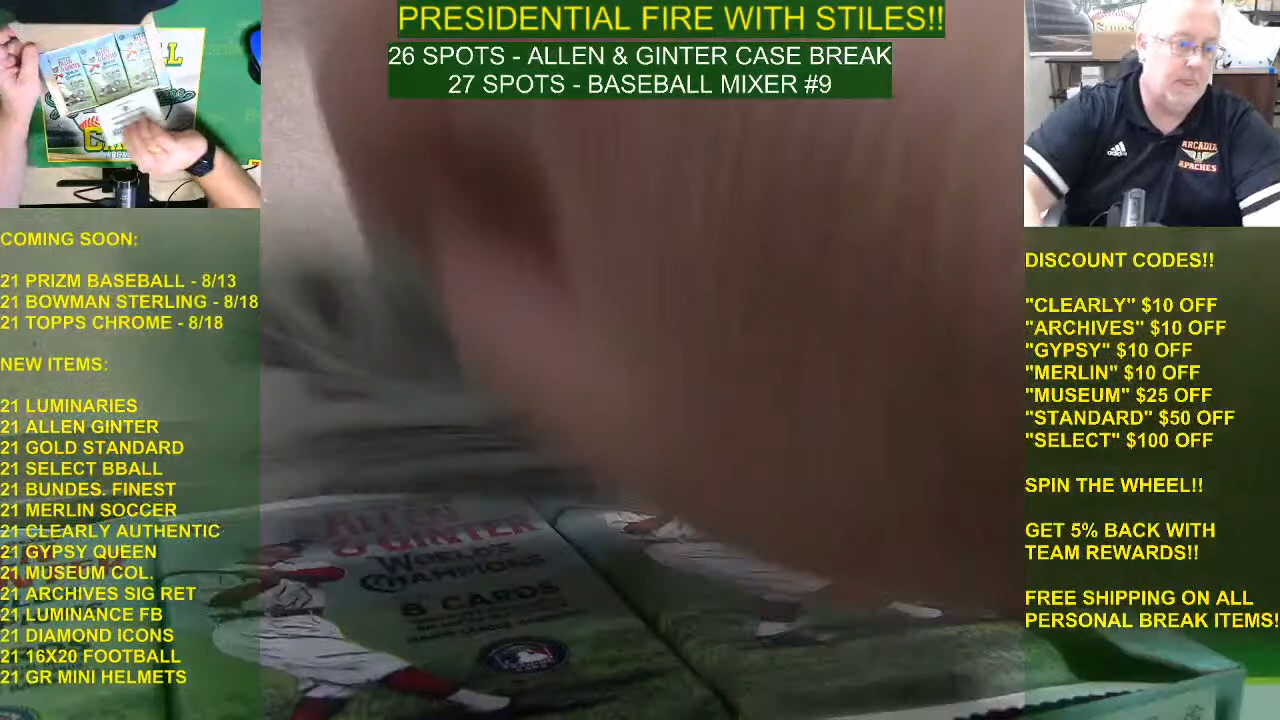 PRESIDENTIAL FIRE WITH STILES!!
26 SPOTS - ALLEN & GINTER CASE BREAK
27 SPOTS - BASEBALL MIXER #9
COMING SOON:
21 PRIZM BASEBALL - 8/13
21 BOWMAN STERLING - 8/18
21 TOPPS CHROME - 8/18
NEW ITEMS:
21 LUMINARIES
21 ALLEN GINTER
21 GOLD STANDARD
21 SELECT BBALL
21 BUNDES. FINEST
21 MERLIN SOCCER
21 CLEARLY AUTHENTIC
21 GYPSY QUEEN
21 MUSEUM COL.
21 ARCHIVES SIG RET
21 LUMINANCE FB
21 DIAMOND ICONS
21 16X20 FOOTBALL
21 GR MINI HELMETS
ALLEN
& GINTER
WORLD'S
CHAMPIONS
8 CARDS
ARCADIA
APACHES
adidas
DISCOUNT CODES!!
"CLEARLY" $10 OFF
"ARCHIVES" $10 OFF
"GYPSY" $10 OFF
"MERLIN" $10 OFF
"MUSEUM" $25 OFF
"STANDARD" $50 OFF
"SELECT" $100 OFF
SPIN THE WHEEL!!
GET 5% BACK WITH
TEAM REWARDS!!
FREE SHIPPING ON ALL
PERSONAL BREAK ITEMS!